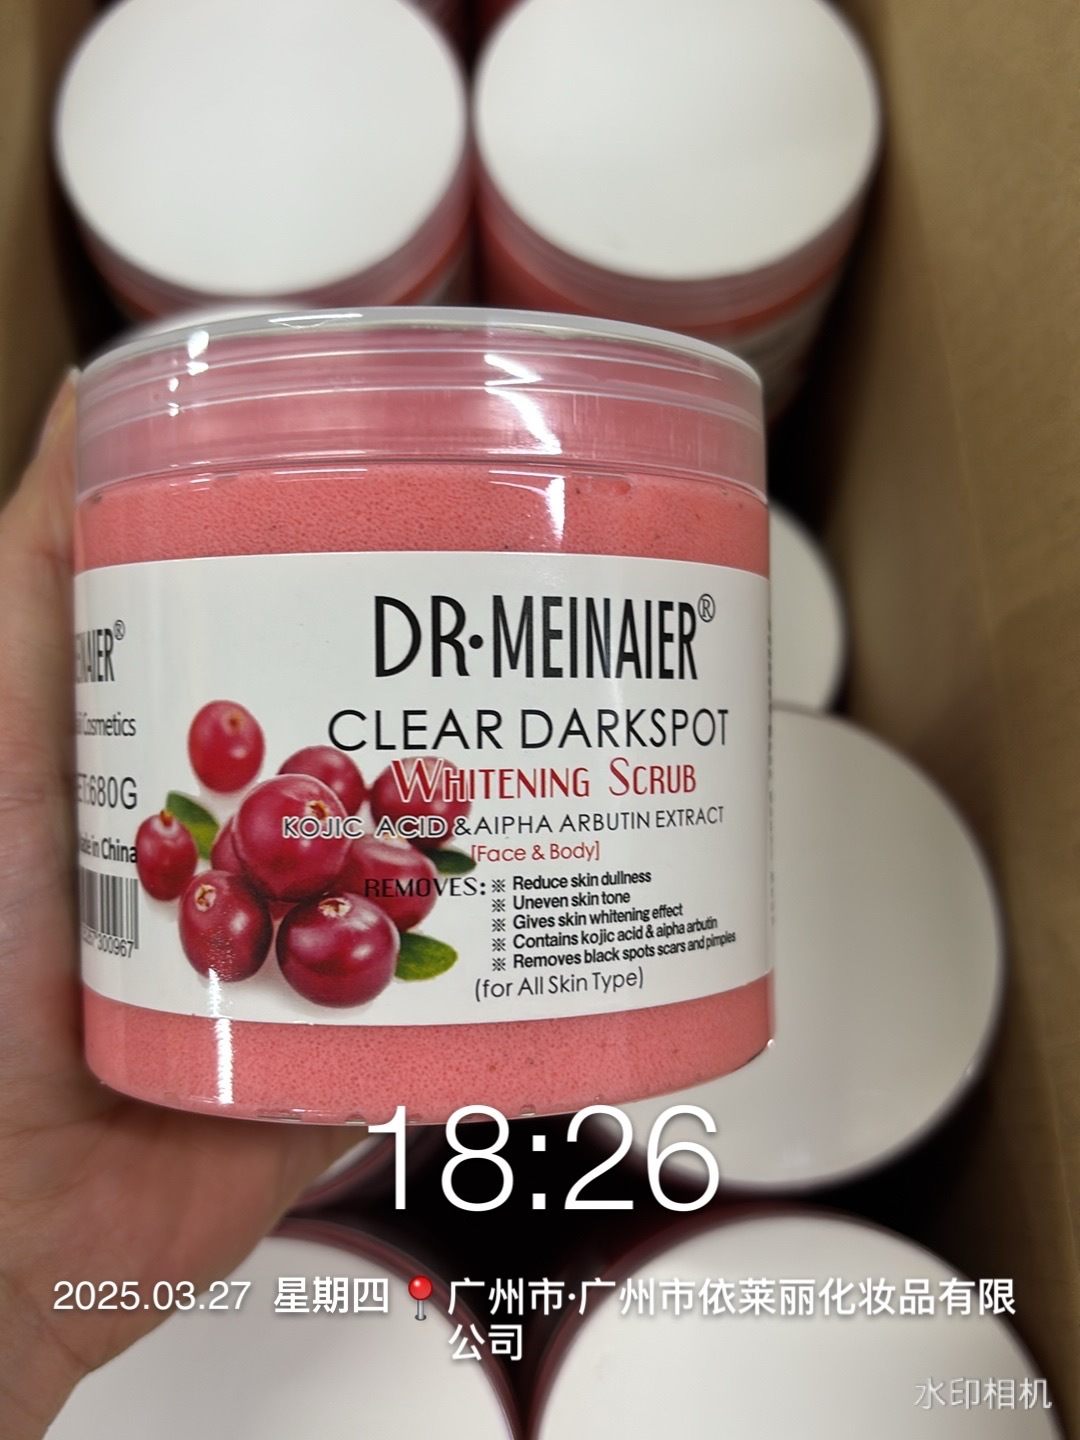 DR·MEINAIER®
CLEAR DARKSPOT
WHITENING SCRUB
KOJIC ACID & AIPHA ARBUTIN EXTRACT
[Face & Body]
REMOVES:
※ Reduce skin dullness
※ Uneven skin tone
※ Gives skin whitening effect
※ Contains kojic acid & aipha arbutin
※ Removes black spots scars and pimples
(for All Skin Type)
Cosmetics
680G
in China
300967
18:26
2025.03.27 星期四 📍广州市·广州市依莱丽化妆品有限
公司
水印相机